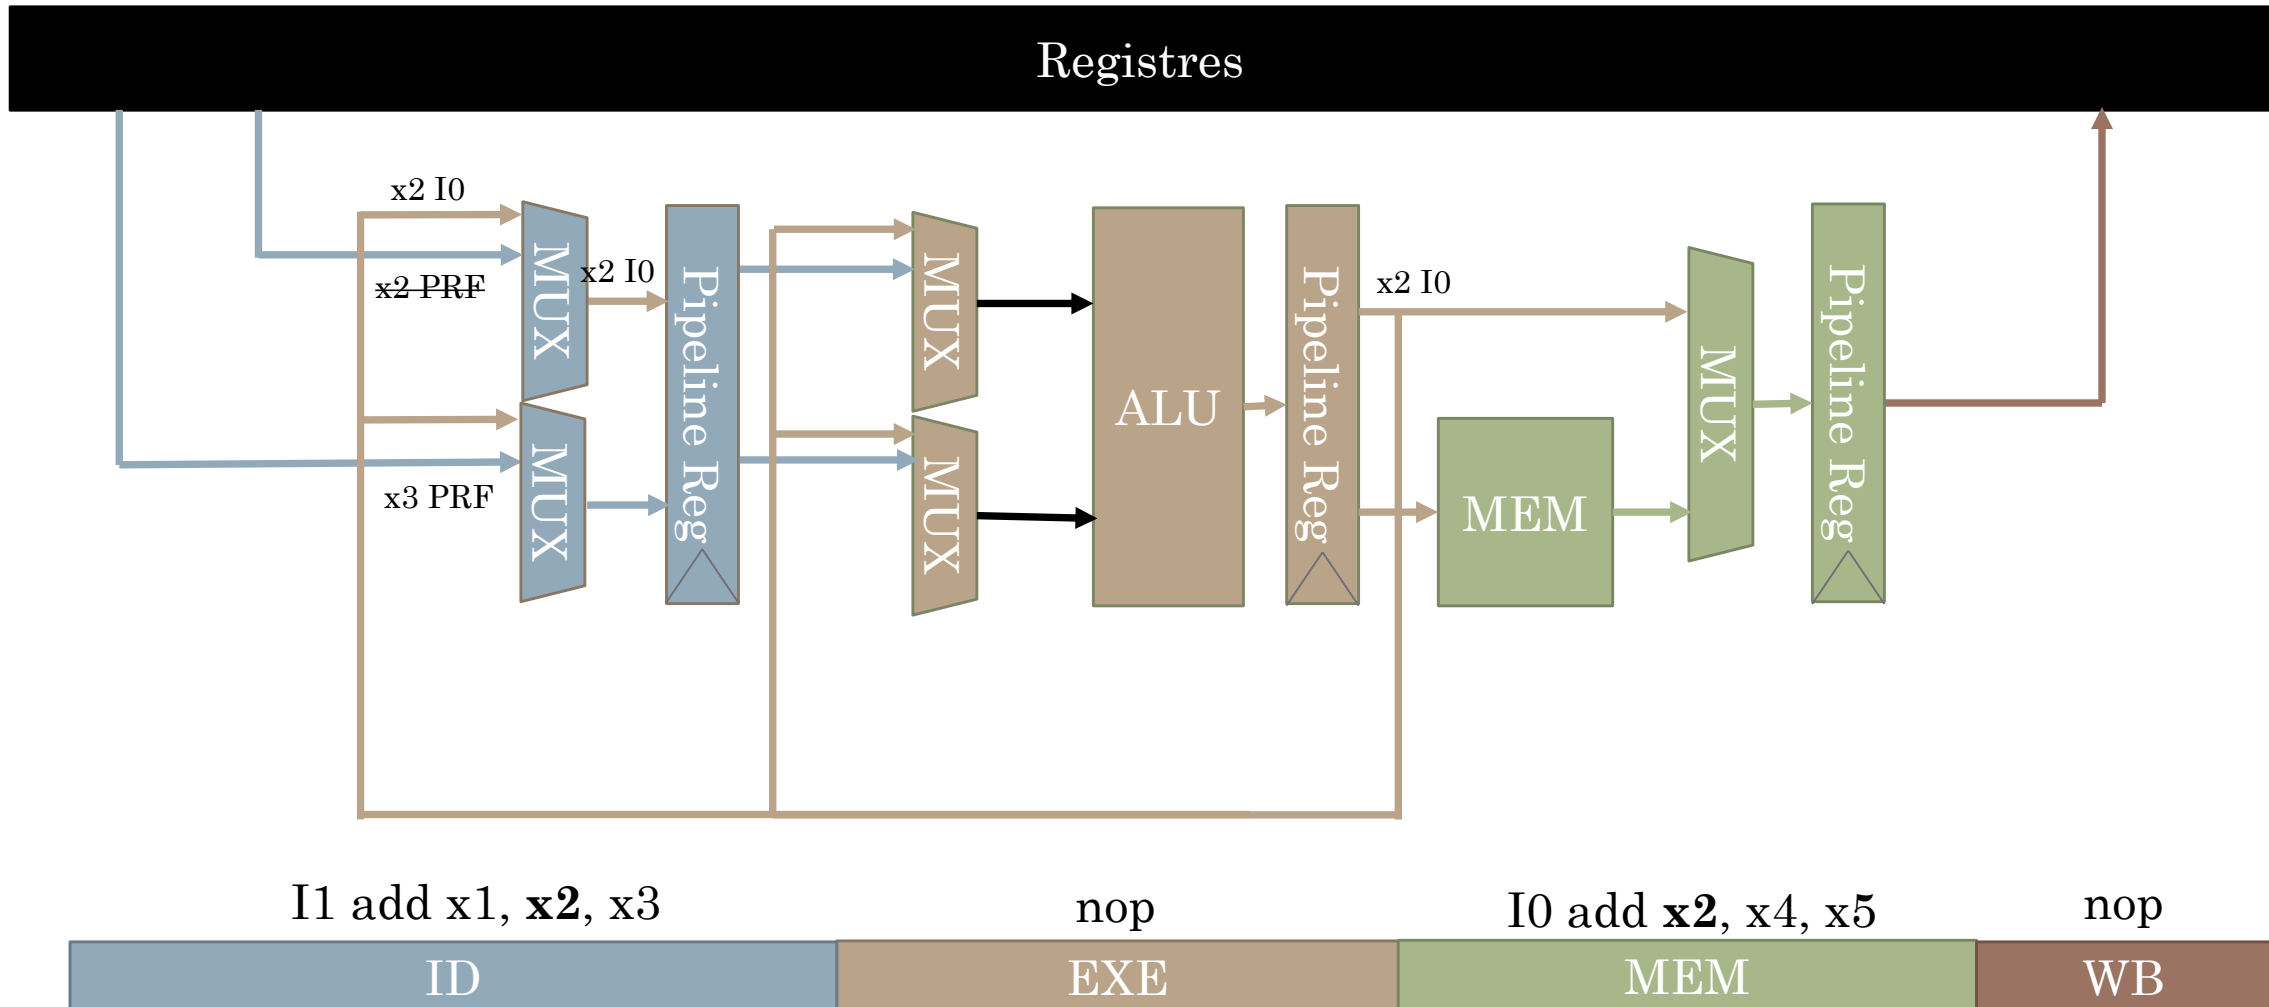 Registres
x2 I0
x2 PRF
x2 I0
x3 PRF
MUX
MUX
Pipeline Reg
MUX
MUX
ALU
Pipeline Reg
x2 I0
MEM
MUX
Pipeline Reg
I1 add x1, x2, x3
nop
I0 add x2, x4, x5
nop
ID
EXE
MEM
WB